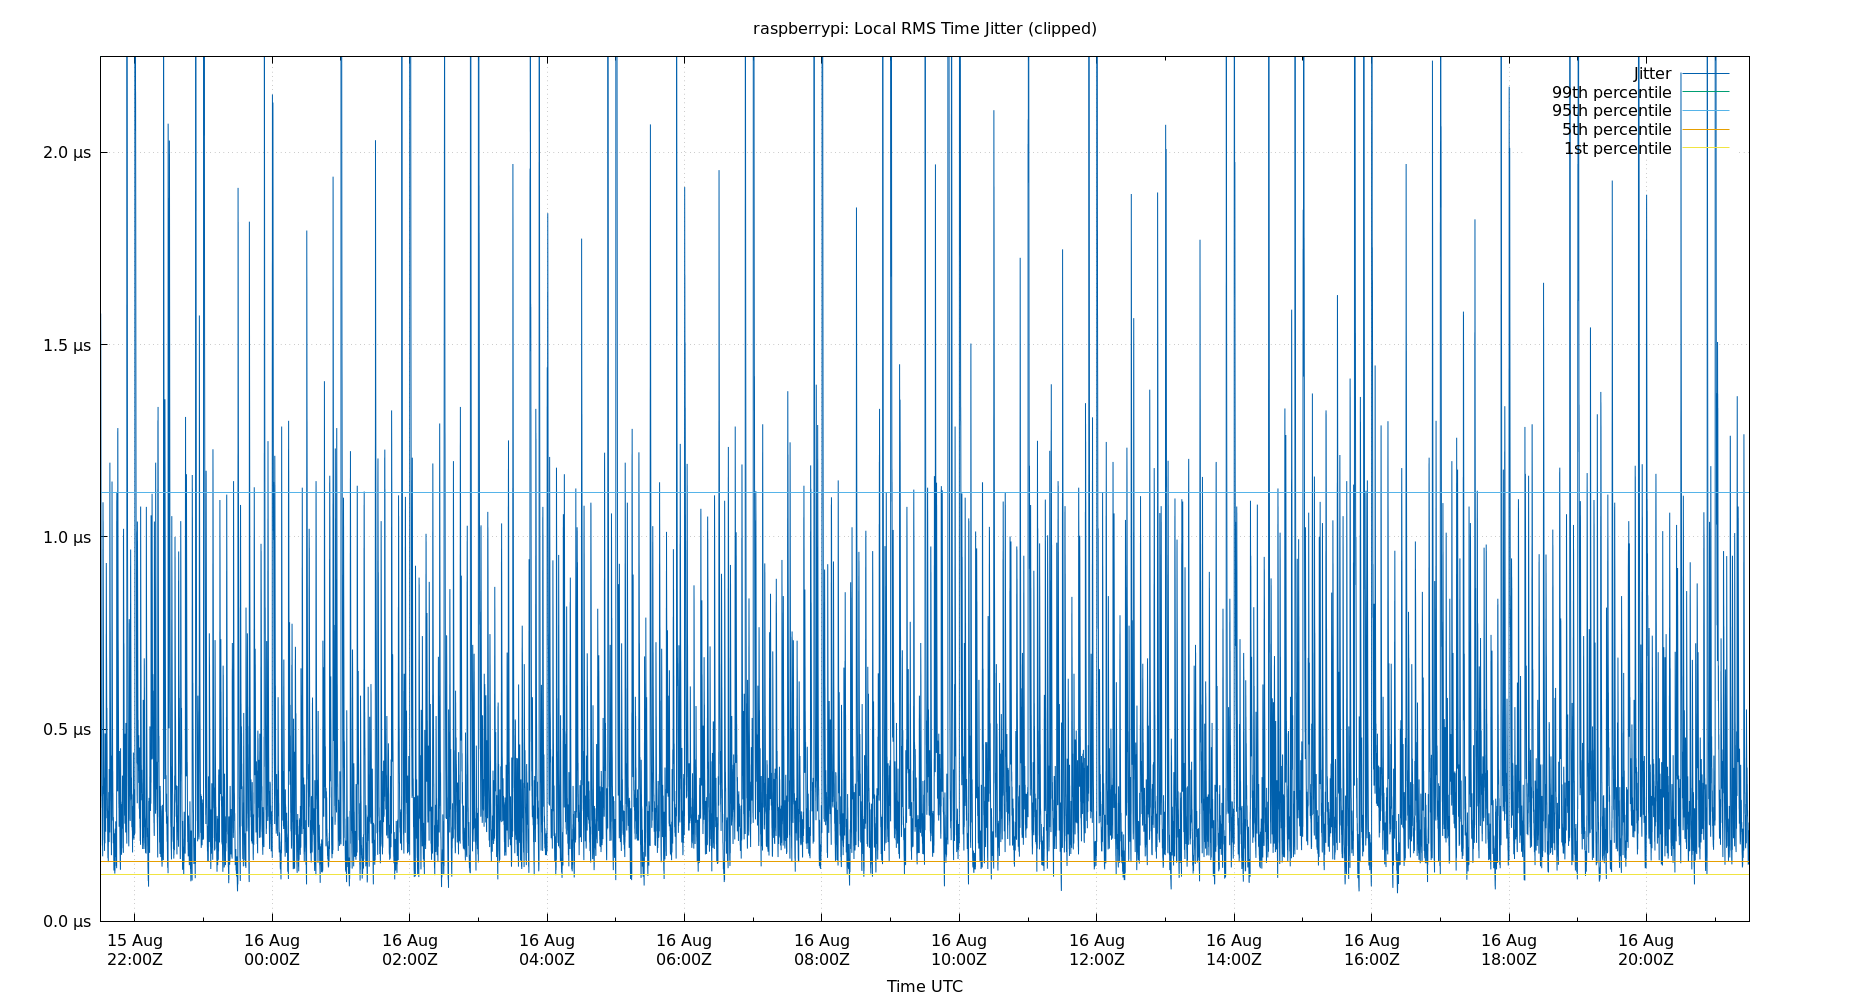 raspberrypi: Local RMS Time Jitter (clipped)
Jitter
99th percentile
95th percentile
5th percentile
1st percentile
2.0 µs
1.5 µs
1.0 µs
0.5 µs
0.0 µs
15 Aug 16 Aug 16 Aug 16 Aug 16 Aug 16 Aug 16 Aug 16 Aug 16 Aug 16 Aug 16 Aug 16 Aug
22:00Z 00:00Z 02:00Z 04:00Z 06:00Z 08:00Z 10:00Z 12:00Z 14:00Z 16:00Z 18:00Z 20:00Z
Time UTC